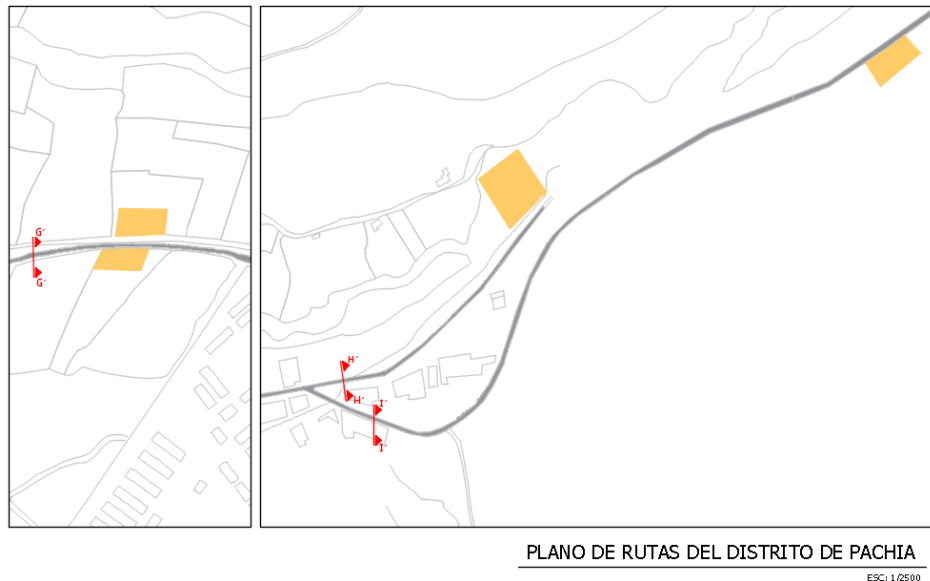 G´
G´
H´
H´
I´
I´
PLANO DE RUTAS DEL DISTRITO DE PACHIA
ESC: 1/2500